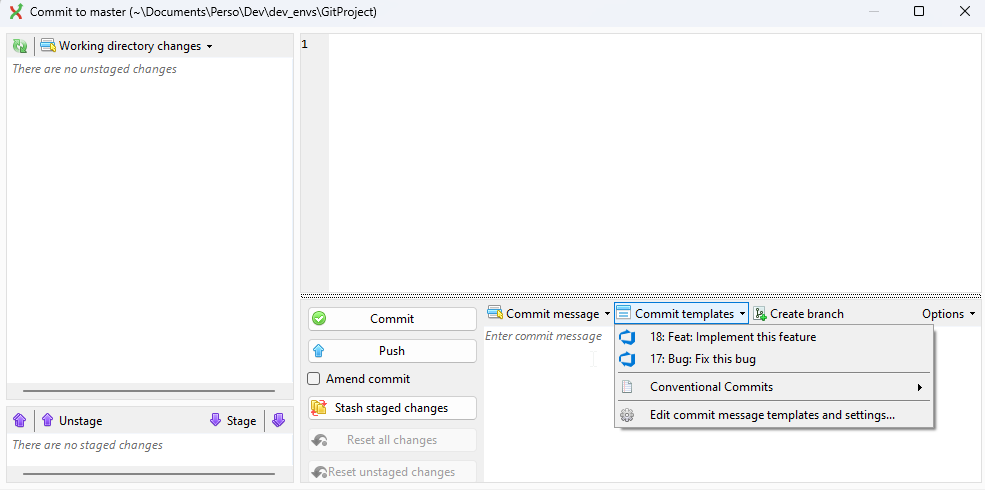 Commit to master (~\Documents\Perso\Dev\dev_envs\GitProject)
Working directory changes
There are no unstaged changes
1
Commit
Push
Amend commit
Stash staged changes
Reset all changes
Reset unstaged changes
Commit message
Commit templates
Create branch
Options
Enter commit message
18: Feat: Implement this feature
17: Bug: Fix this bug
Conventional Commits
Edit commit message templates and settings...
Unstage
Stage
There are no staged changes